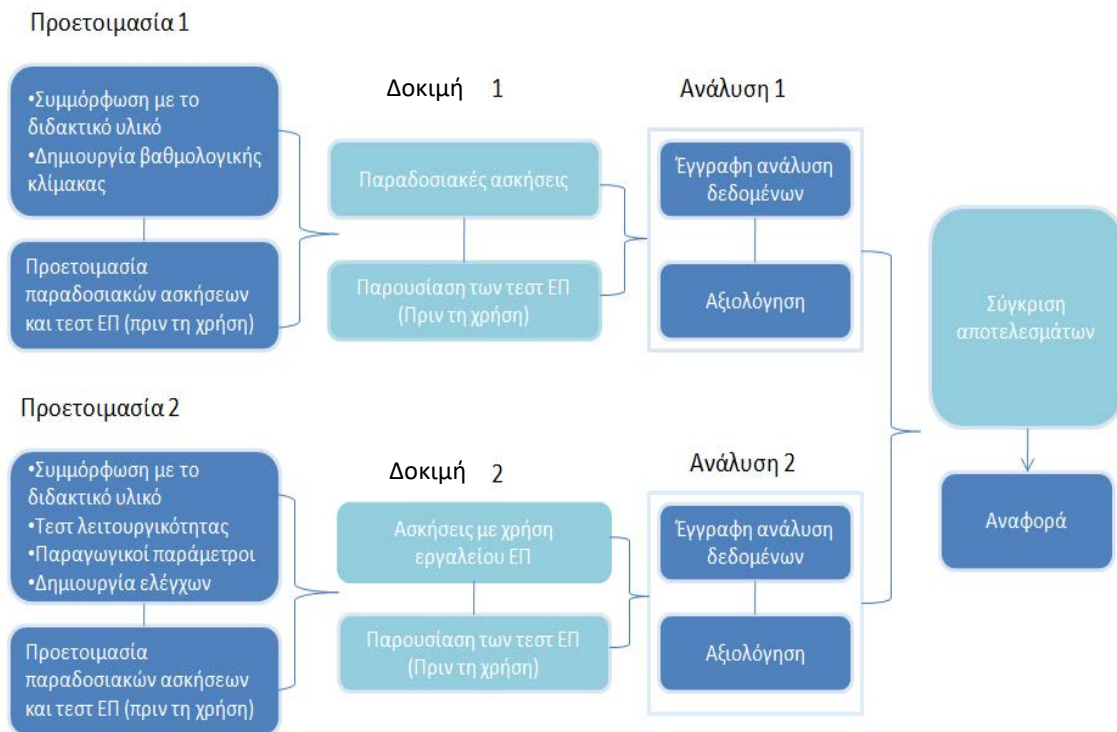 Προετοιμασία 1
•Συμμόρφωση με το
διδακτικό υλικό
•Δημιουργία βαθμολογικής
κλίμακας
Προετοιμασία
παραδοσιακών ασκήσεων
και τεστ ΕΠ (πριν τη χρήση)
Δοκιμή 1
Παραδοσιακές ασκήσεις
Παρουσίαση των τεστ ΕΠ
(Πριν τη χρήση)
Ανάλυση 1
Έγγραφη ανάλυση
δεδομένων
Αξιολόγηση
Προετοιμασία 2
•Συμμόρφωση με το
διδακτικό υλικό
•Τεστ λειτουργικότητας
•Παραγωγικοί παράμετροι
•Δημιουργία ελέγχων
Προετοιμασία
παραδοσιακών ασκήσεων
και τεστ ΕΠ (πριν τη χρήση)
Δοκιμή 2
Ασκήσεις με χρήση
εργαλείου ΕΠ
Παρουσίαση των τεστ ΕΠ
(Πριν τη χρήση)
Ανάλυση 2
Έγγραφη ανάλυση
δεδομένων
Αξιολόγηση
Σύγκριση
αποτελεσμάτων
Αναφορά